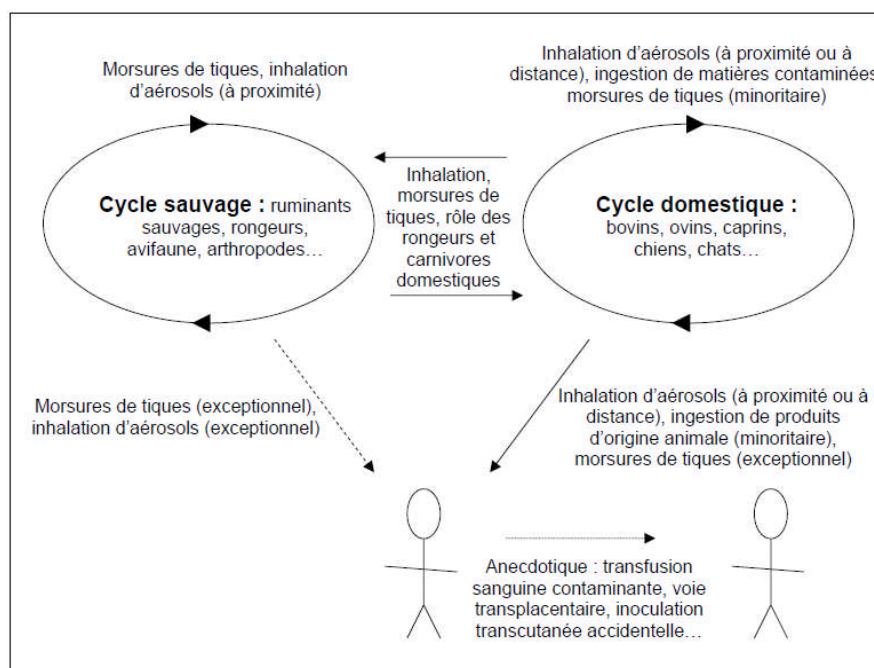 Morsures de tiques, inhalation
d’aérosols (à proximité)
Inhalation d’aérosols (à proximité ou à
distance), ingestion de matières contaminées
morsures de tiques (minoritaire)
Cycle sauvage : ruminants
sauvages, rongeurs,
avifaune, arthropodes…
Inhalation,
morsures de
tiques, rôle des
rongeurs et
carnivores
domestiques
Cycle domestique :
bovins, ovins, caprins,
chiens, chats…
Morsures de tiques (exceptionnel),
inhalation d’aérosols (exceptionnel)
Inhalation d’aérosols (à proximité ou à
distance), ingestion de produits
d’origine animale (minoritaire),
morsures de tiques (exceptionnel)
Anecdotique : transfusion
sanguine contaminante, voie
transplacentaire, inoculation
transcutanée accidentelle…